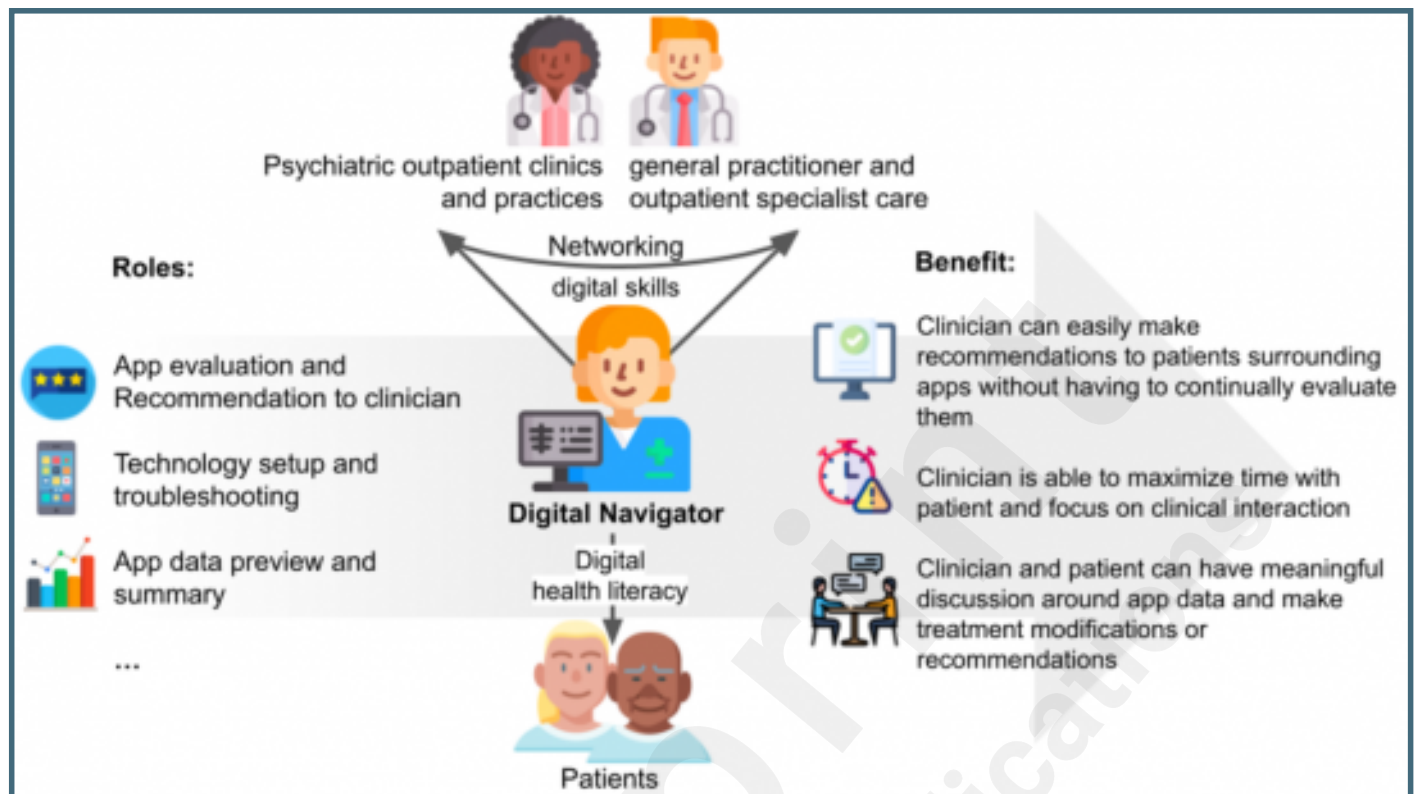 Psychiatric outpatient clinics
and practices
general practitioner and
outpatient specialist care
Networking
digital skills
Roles:
App evaluation and
Recommendation to clinician
Technology setup and
troubleshooting
App data preview and
summary
...
Digital Navigator
Digital
health literacy
Patients
Benefit:
Clinician can easily make
recommendations to patients surrounding
apps without having to continually evaluate
them
Clinician is able to maximize time with
patient and focus on clinical interaction
Clinician and patient can have meaningful
discussion around app data and make
treatment modifications or
recommendations